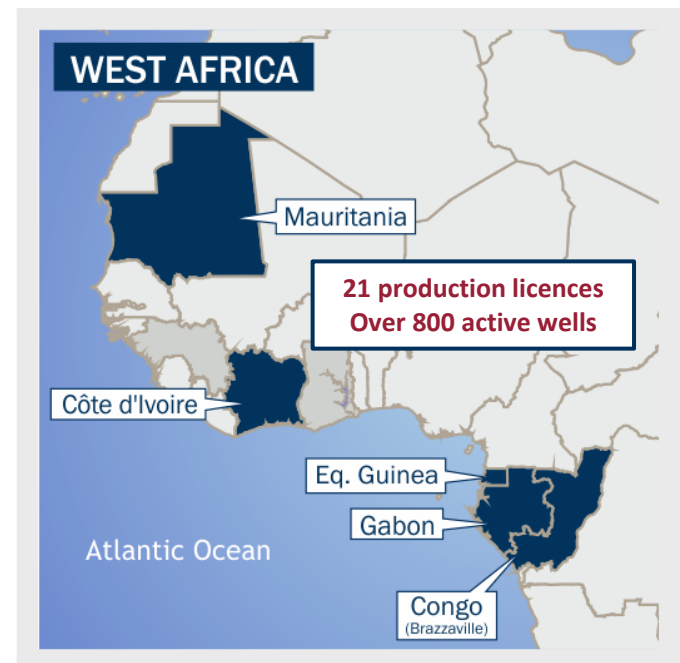 WEST AFRICA
Mauritania
21 production licences
Over 800 active wells
Côte d'Ivoire
Eq. Guinea
Gabon
Atlantic Ocean
Congo
(Brazzaville)